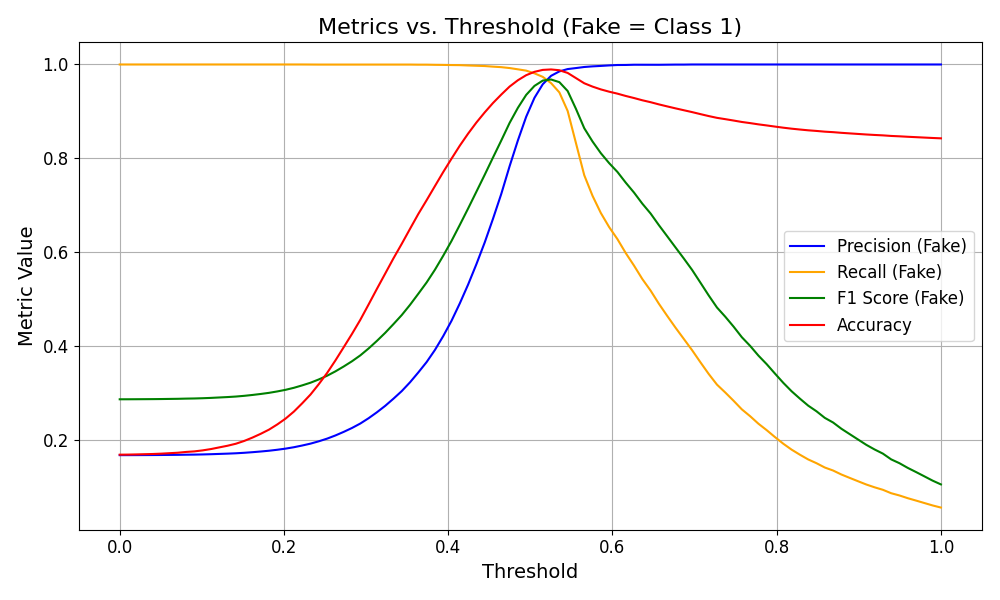 Metrics vs. Threshold (Fake = Class 1)
Metric Value
1.0
0.8
0.6
0.4
0.2
Precision (Fake)
Recall (Fake)
F1 Score (Fake)
Accuracy
0.0 0.2 0.4 0.6 0.8 1.0
Threshold